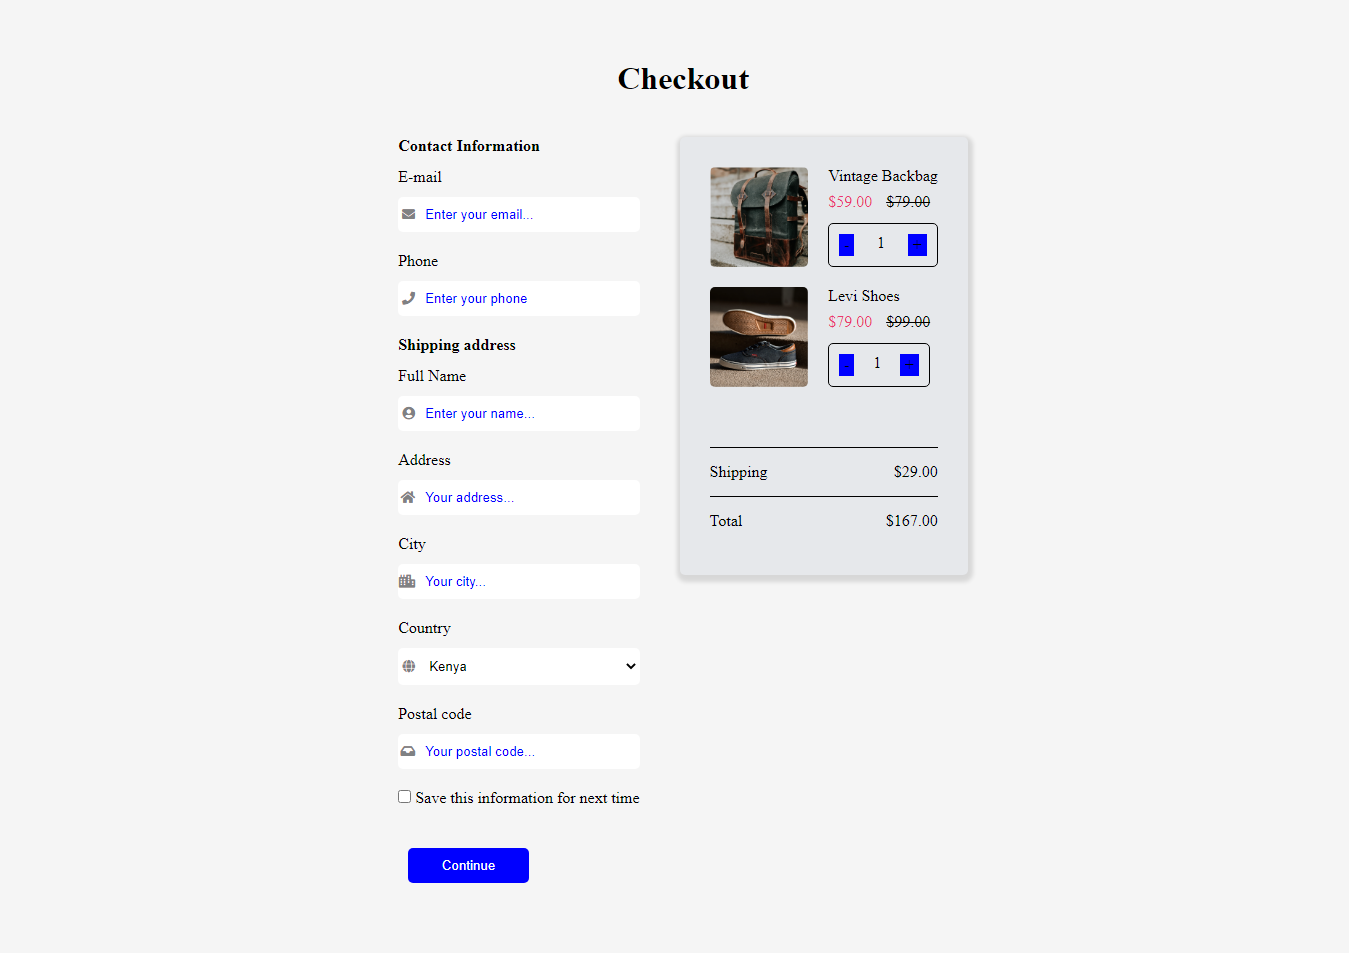 Checkout
Contact Information
E-mail
Enter your email...
Phone
Enter your phone
Shipping address
Full Name
Enter your name...
Address
Your address...
City
Your city...
Country
Kenya
Postal code
Your postal code...
Save this information for next time
Continue
Vintage Backbag
$59.00 $79.00
- 1 +
Levi Shoes
$79.00 $99.00
- 1 +
Shipping $29.00
Total $167.00